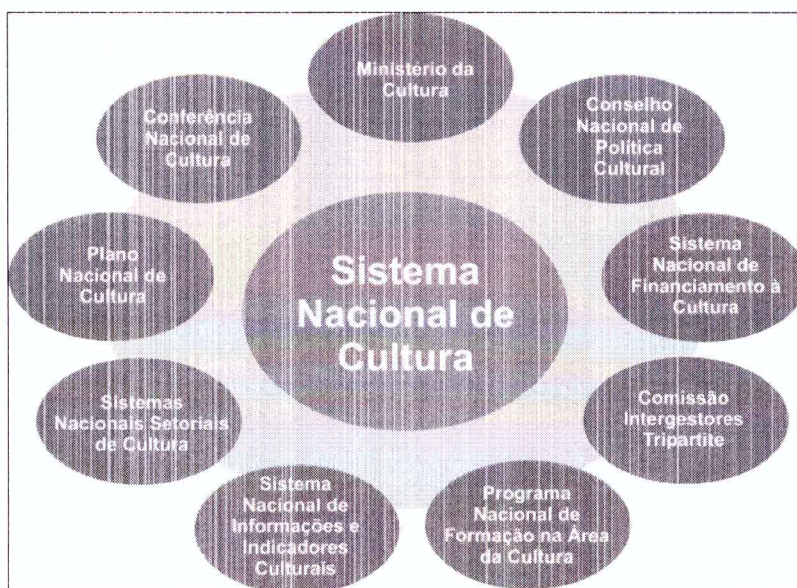 Ministério da
Cultura
Conselho
Nacional de
Política
Cultural
Sistema
Nacional de
Financiamento à
Cultura
Comissão
Intergestores
Tripartite
Programa
Nacional de
Formação na Área
da Cultura
Sistema
Nacional de
Informações e
Indicadores
Culturais
Sistemas
Nacionais Setoriais
de Cultura
Plano
Nacional de
Cultura
Conferência
Nacional de
Cultura
Sistema
Nacional de
Cultura